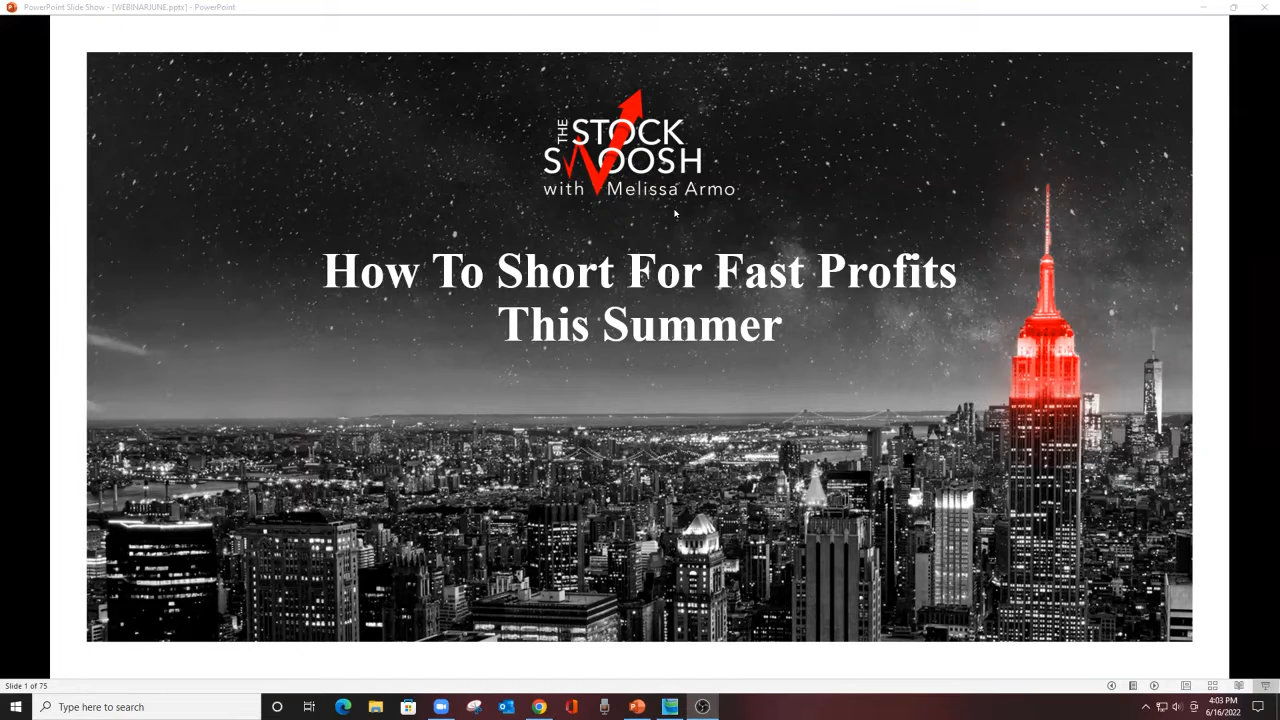 PowerPoint Slide Show - [WEBINARJUNE.ppts] - PowerPoint
THE STOCK
SWOOSH
with Melissa Armo
How To Short For Fast Profits
This Summer
Slide 1 of 75
Type here to search
4:03 PM
6/16/2022